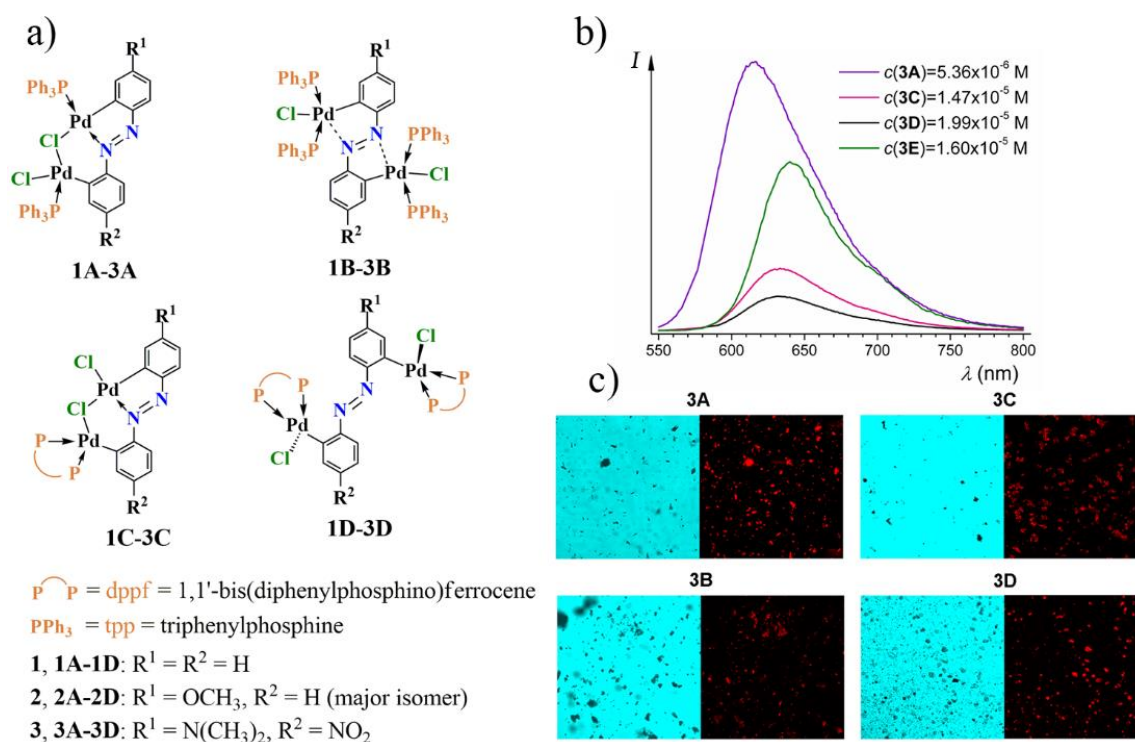 a)
R¹
Ph₃P
Pd
Cl
N
N
Pd
Cl
Ph₃P
R²
1A-3A
R¹
Ph₃P
Cl
Pd
Ph₃P
N
N
PPh₃
Pd
Cl
PPh₃
R²
1B-3B
R¹
Cl
Pd
Cl
N
N
P
Pd
P
R²
1C-3C
R¹
Cl
Pd
P
P
N
N
P
P
Pd
Cl
R²
1D-3D
P P = dppf = 1,1'-bis(diphenylphosphino)ferrocene
PPh₃ = tpp = triphenylphosphine
1, 1A-1D: R¹ = R² = H
2, 2A-2D: R¹ = OCH₃, R² = H (major isomer)
3, 3A-3D: R¹ = N(CH₃)₂, R² = NO₂
b)
I
c(3A)=5.36x10⁻⁶ M
c(3C)=1.47x10⁻⁵ M
c(3D)=1.99x10⁻⁵ M
c(3E)=1.60x10⁻⁵ M
550 600 650 700 750 800
λ (nm)
c)
3A 3C
3B 3D